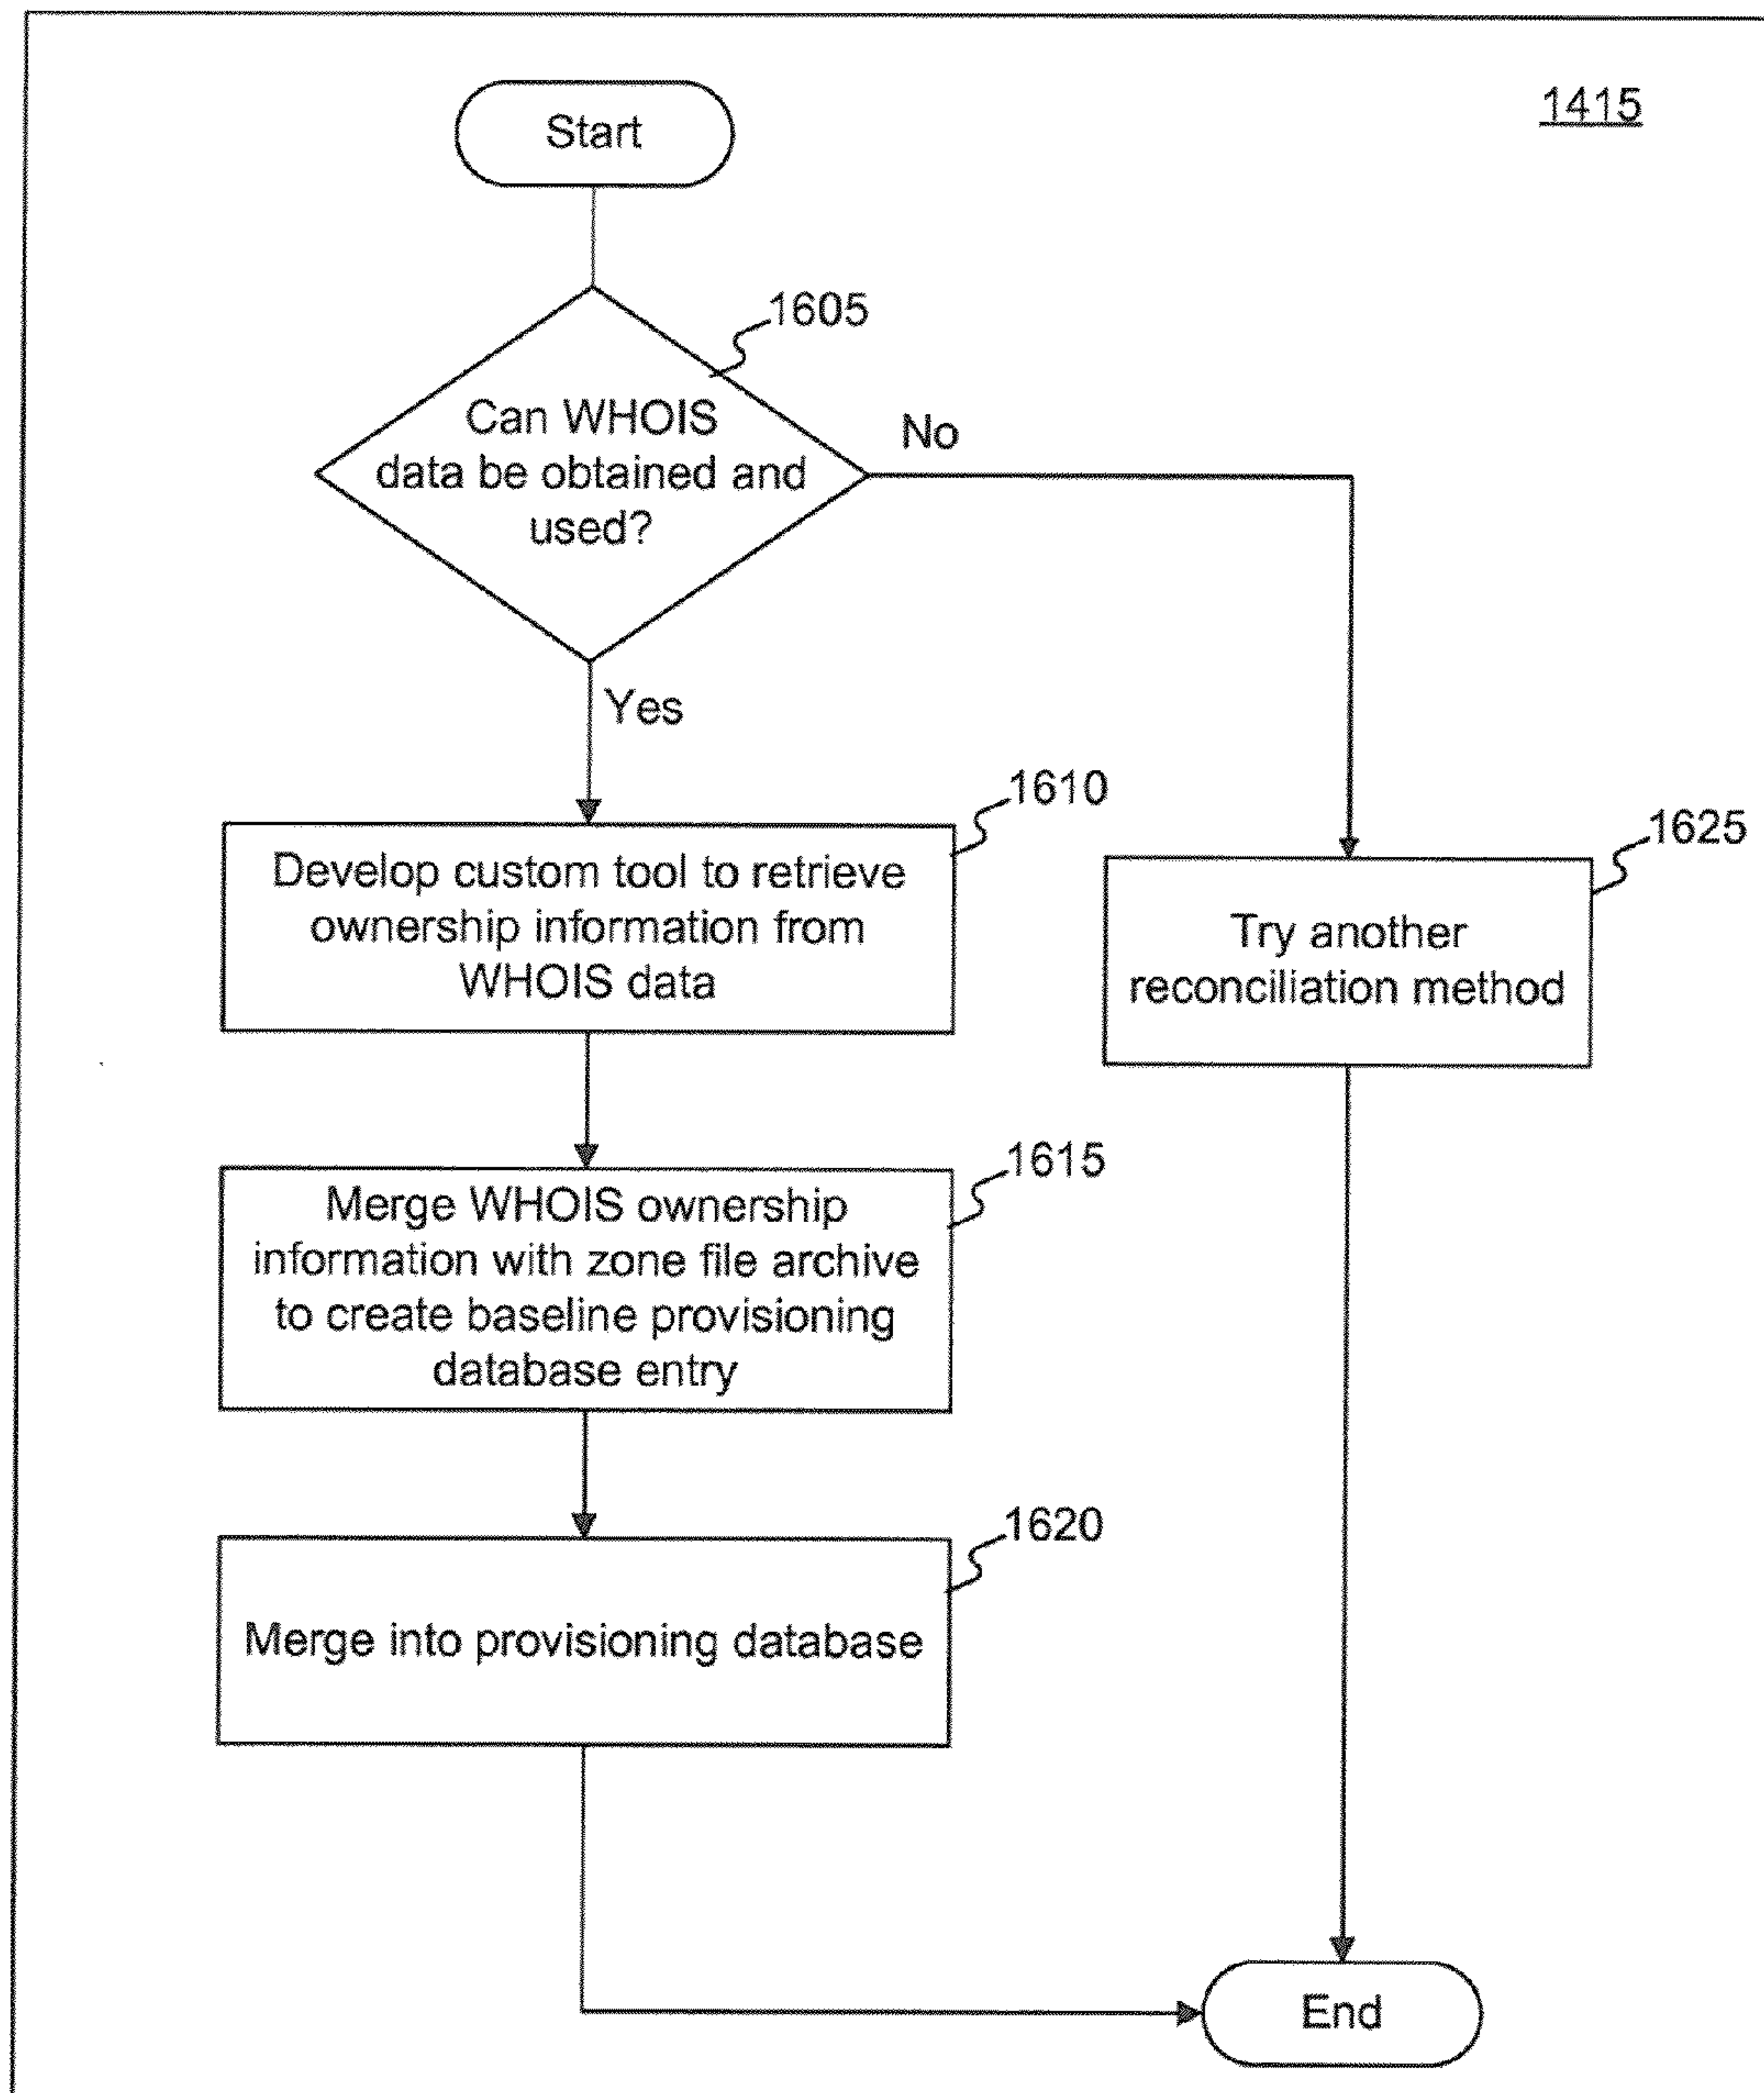 1415
Start
1605
Can WHOIS
data be obtained and
used?
No
Yes
1610
Develop custom tool to retrieve
ownership information from
WHOIS data
1625
Try another
reconciliation method
1615
Merge WHOIS ownership
information with zone file archive
to create baseline provisioning
database entry
1620
Merge into provisioning database
End